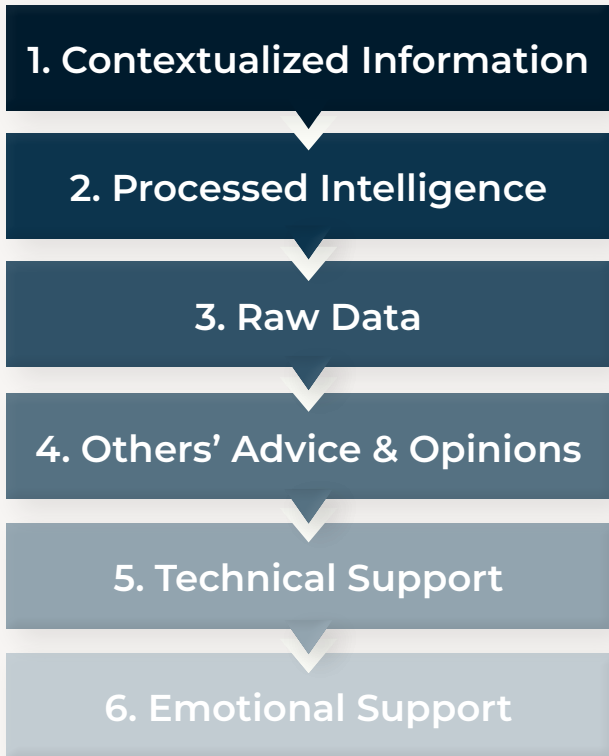 1. Contextualized Information
2. Processed Intelligence
3. Raw Data
4. Others’ Advice & Opinions
5. Technical Support
6. Emotional Support